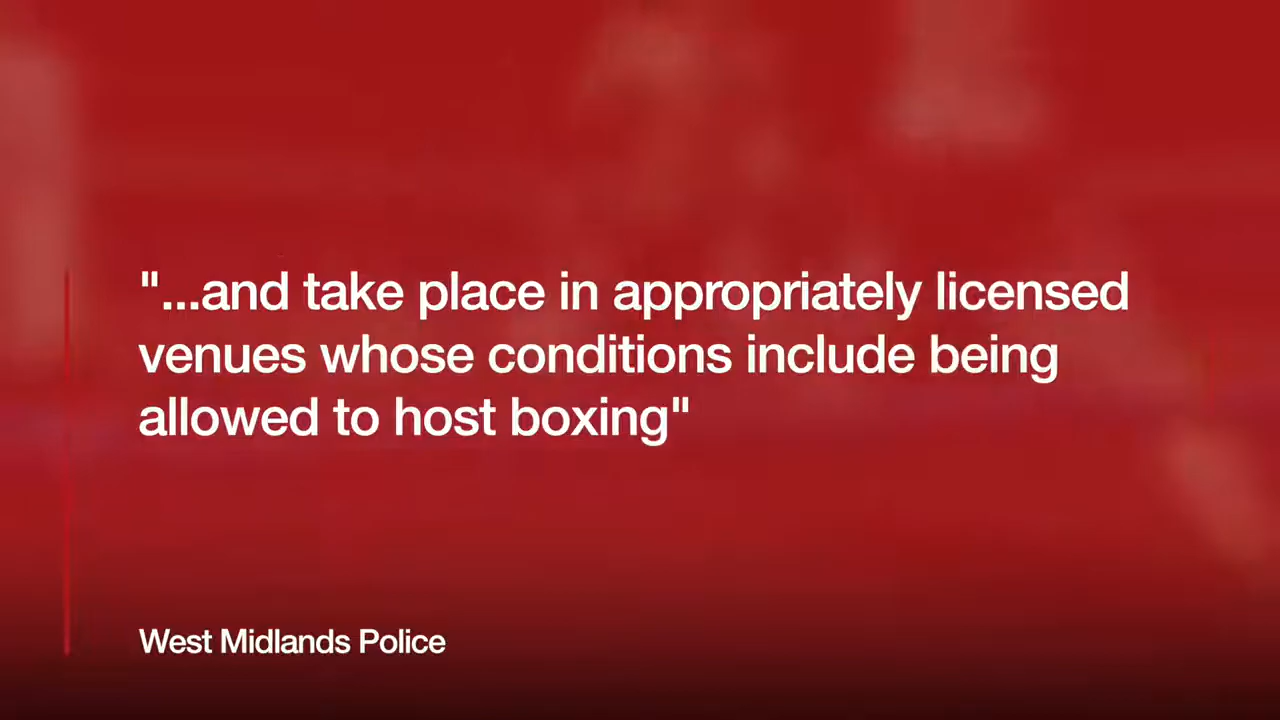 "...and take place in appropriately licensed
venues whose conditions include being
allowed to host boxing"
West Midlands Police